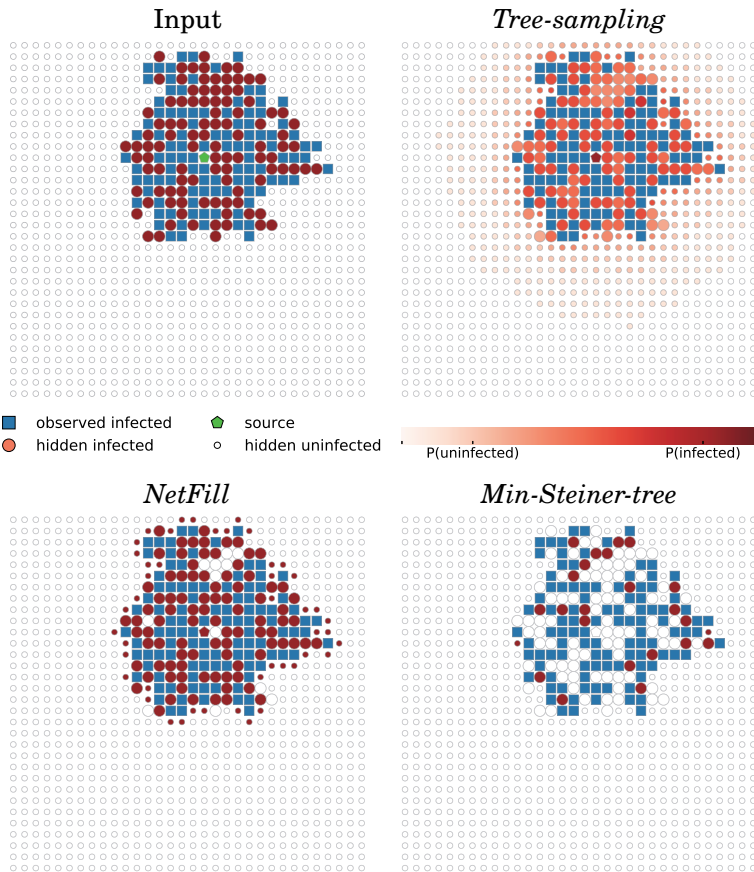 Input
Tree-sampling
observed infected
source
hidden infected
hidden uninfected
P(uninfected)
P(infected)
NetFill
Min-Steiner-tree